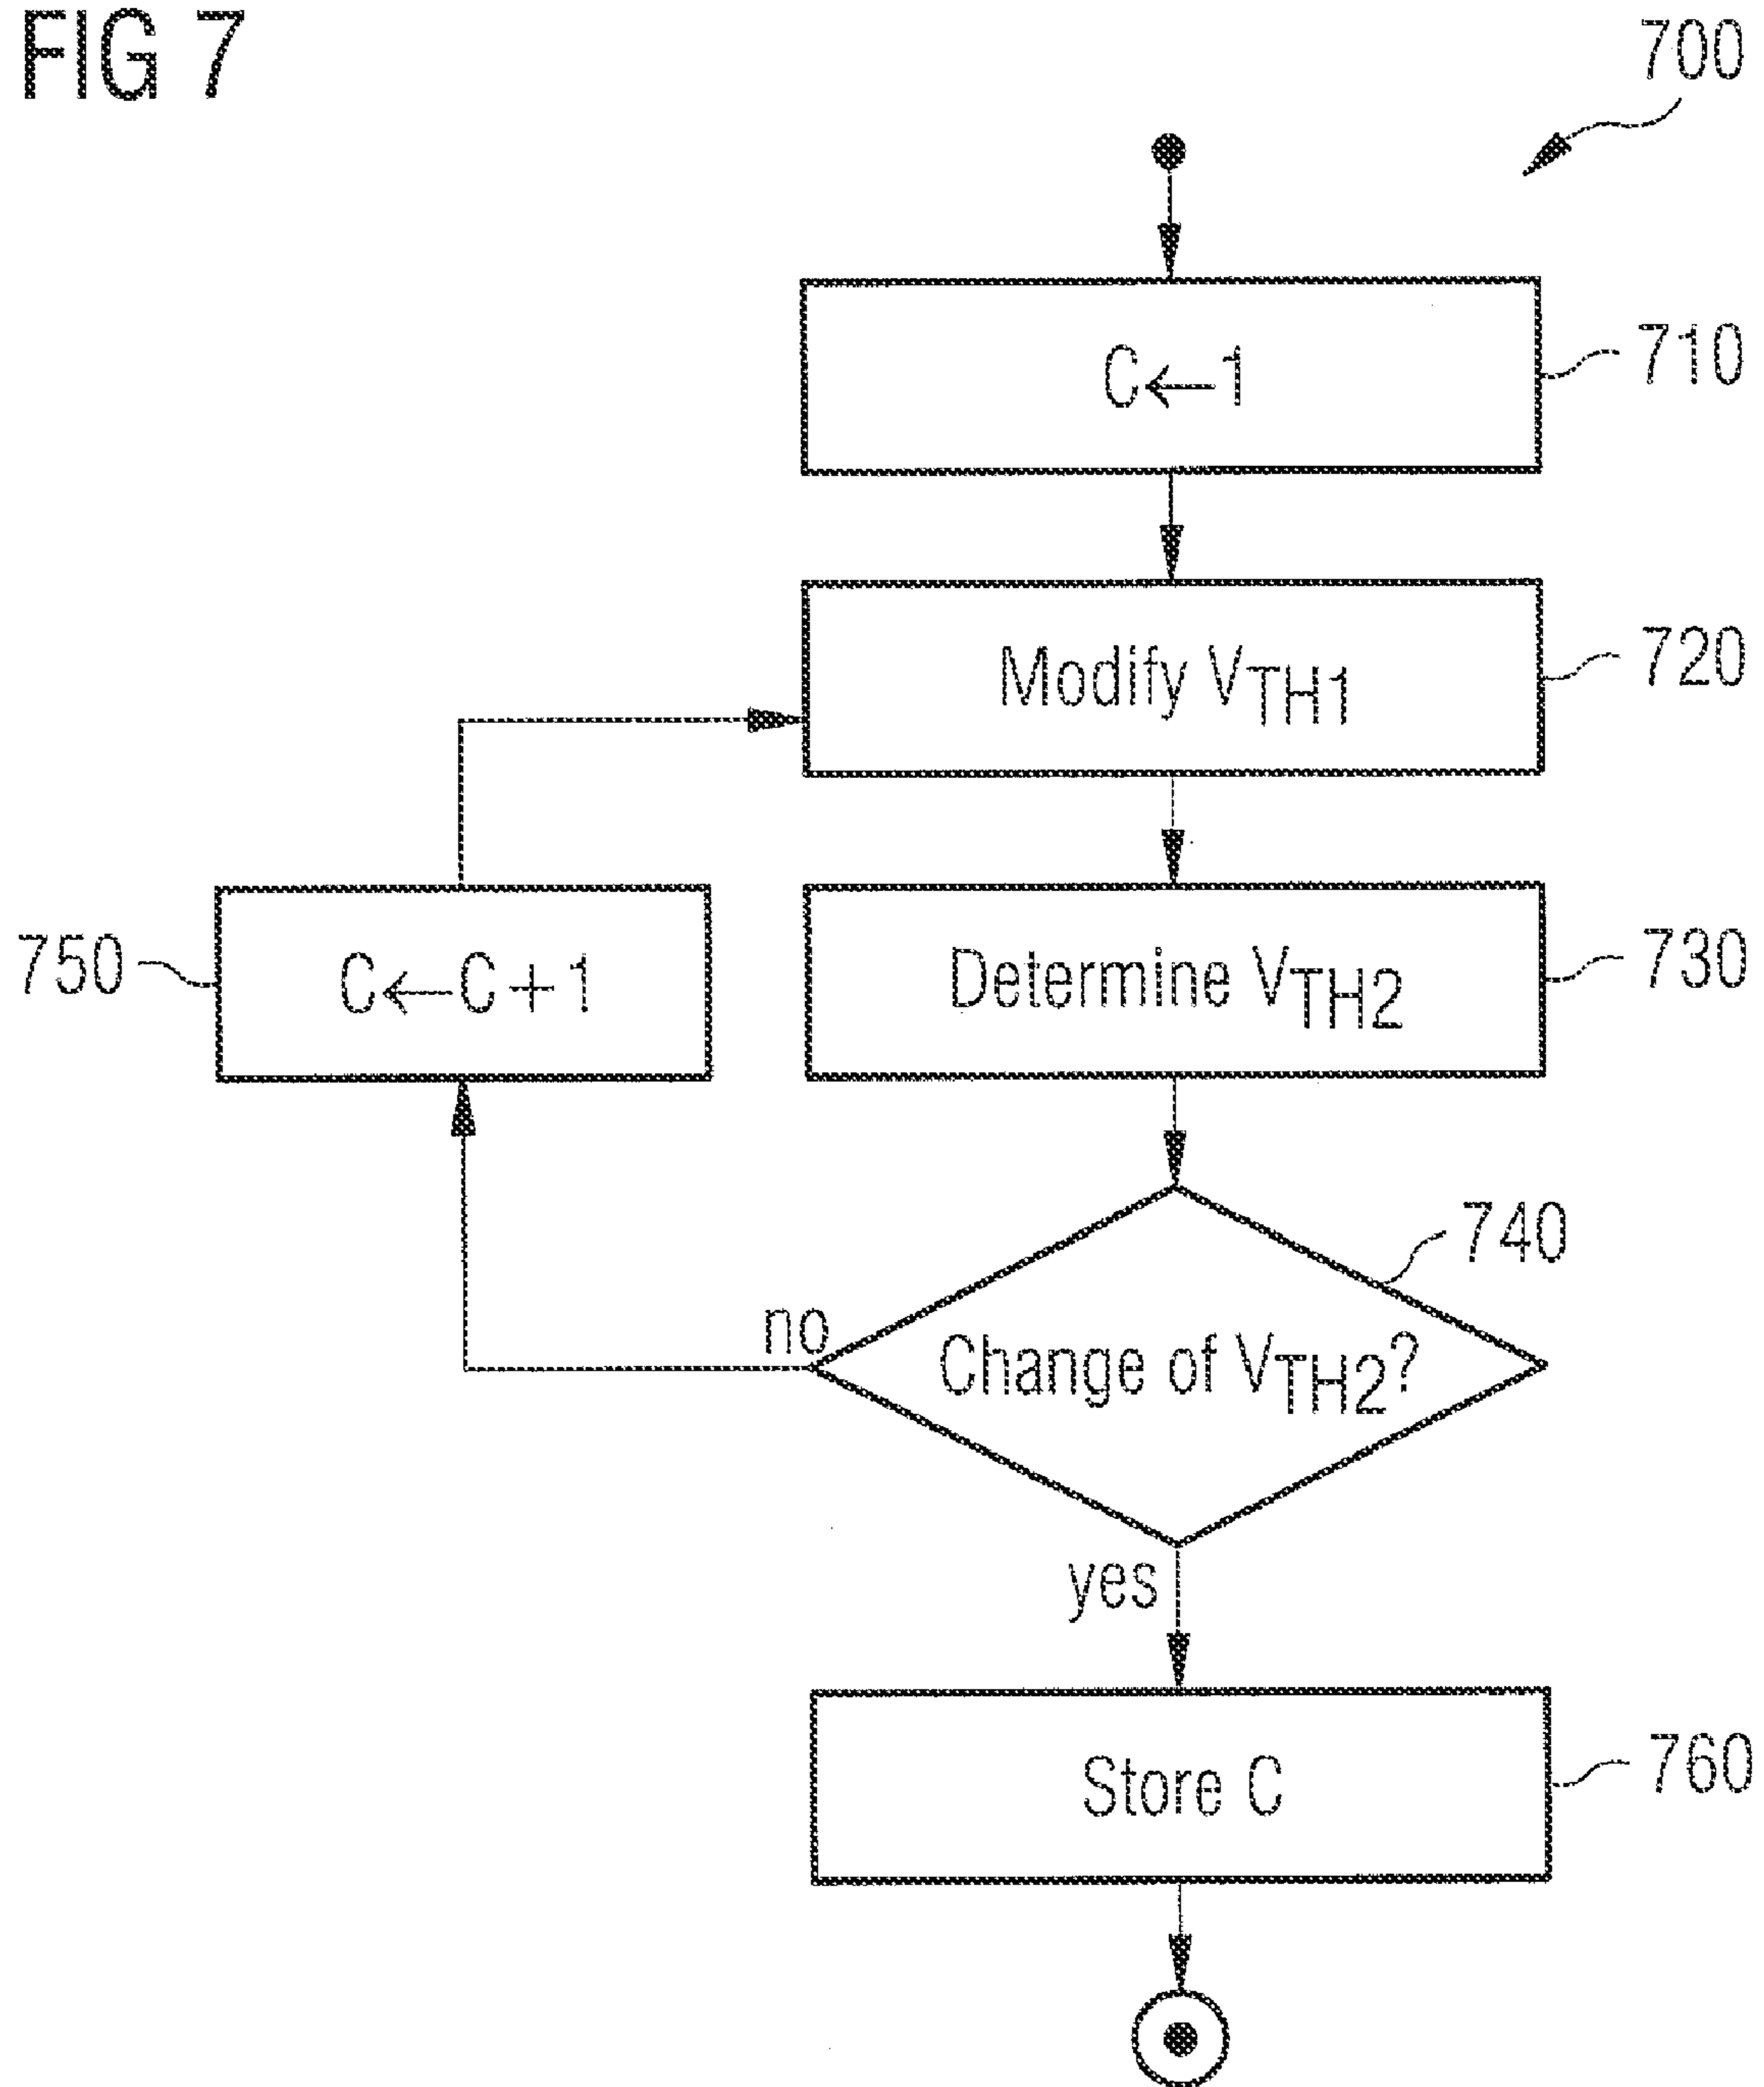 FIG 7
700
C←1
710
Modify VTH1
720
750
C←C+1
Determine VTH2
730
740
no
Change of VTH2?
yes
Store C
760